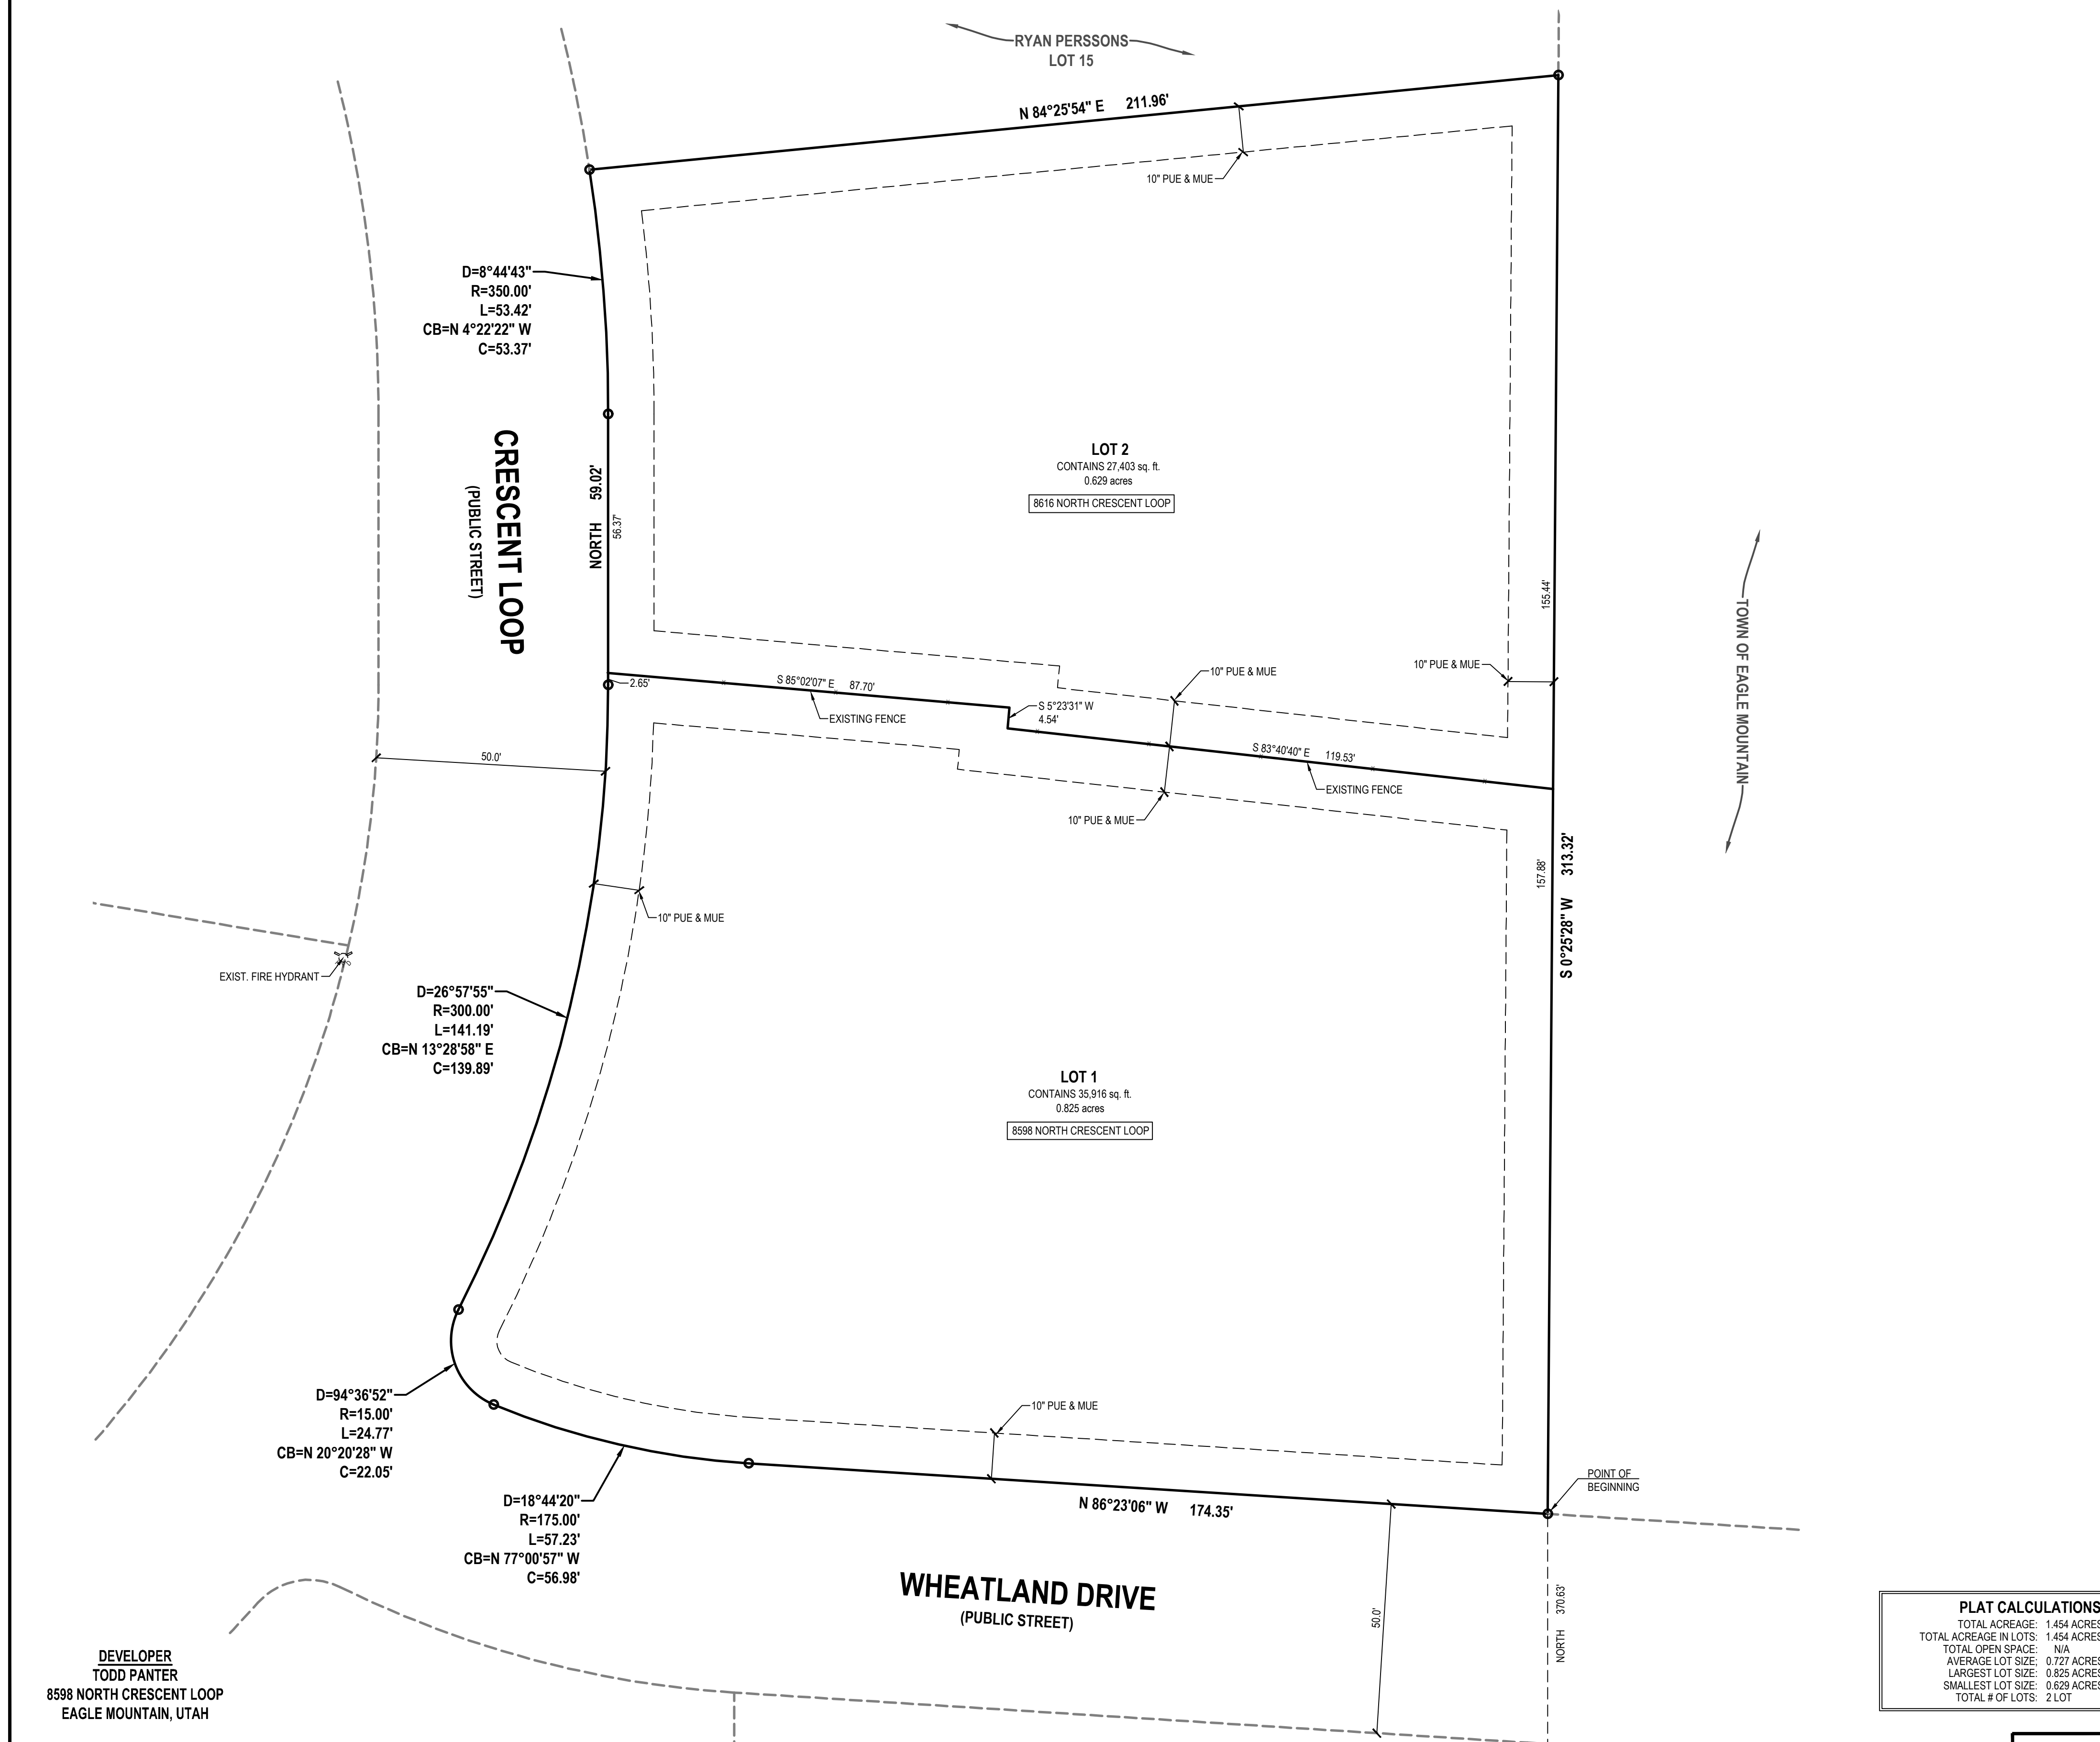 RYAN PERSSONS
LOT 15
N 84°25'54" E 211.96'
10" PUE & MUE
D=8°44'43"
R=350.00'
L=53.42'
CB=N 4°22'22" W
C=53.37'
CRESCENT LOOP
(PUBLIC STREET)
NORTH 59.02'
56.37'
LOT 2
CONTAINS 27,403 sq. ft.
0.629 acres
8616 NORTH CRESCENT LOOP
155.44'
TOWN OF EAGLE MOUNTAIN
10" PUE & MUE
10" PUE & MUE
2.65'
S 85°02'07" E 87.70'
EXISTING FENCE
S 5°23'31" W
4.54'
S 83°40'40" E 119.53'
EXISTING FENCE
50.0'
10" PUE & MUE
157.88'
S 0°25'28" W 313.32'
10" PUE & MUE
EXIST. FIRE HYDRANT
D=26°57'55"
R=300.00'
L=141.19'
CB=N 13°28'58" E
C=139.89'
LOT 1
CONTAINS 35,916 sq. ft.
0.825 acres
8598 NORTH CRESCENT LOOP
D=94°36'52"
R=15.00'
L=24.77'
CB=N 20°20'28" W
C=22.05'
10" PUE & MUE
POINT OF
BEGINNING
D=18°44'20"
R=175.00'
L=57.23'
CB=N 77°00'57" W
C=56.98'
N 86°23'06" W 174.35'
WHEATLAND DRIVE
(PUBLIC STREET)
50.0'
NORTH 370.63'
DEVELOPER
TODD PANTER
8598 NORTH CRESCENT LOOP
EAGLE MOUNTAIN, UTAH
PLAT CALCULATIONS
TOTAL ACREAGE: 1.454 ACRES
TOTAL ACREAGE IN LOTS: 1.454 ACRES
TOTAL OPEN SPACE: N/A
AVERAGE LOT SIZE; 0.727 ACRES
LARGEST LOT SIZE: 0.825 ACRES
SMALLEST LOT SIZE: 0.629 ACRES
TOTAL # OF LOTS: 2 LOT